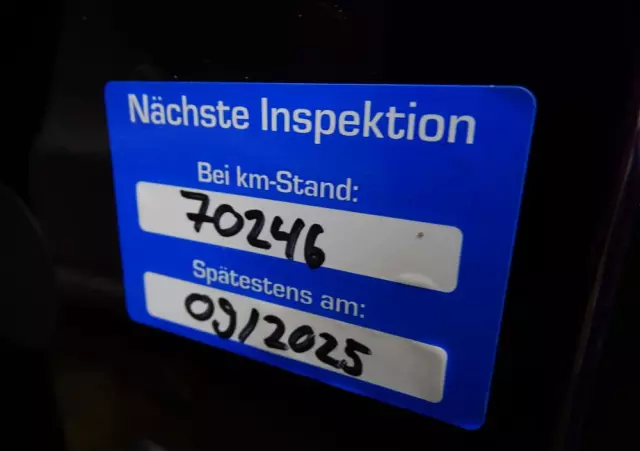 Nächste Inspektion
Bei km-Stand:
70246
Spätestens am:
09/2025